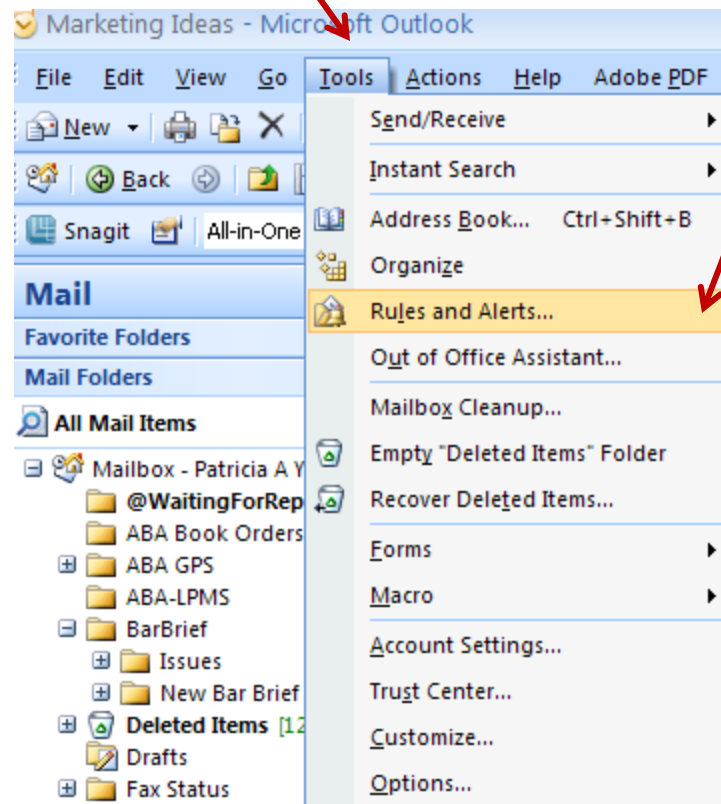 Marketing Ideas - Microsoft Outlook
File Edit View Go Tools Actions Help Adobe PDF
New
Back
Snagit All-in-One
Mail
Favorite Folders
Mail Folders
All Mail Items
Mailbox - Patricia A Y
@WaitingForRep
ABA Book Orders
ABA GPS
ABA-LPMS
BarBrief
Issues
New Bar Brief
Deleted Items [12
Drafts
Fax Status
Send/Receive
Instant Search
Address Book... Ctrl+Shift+B
Organize
Rules and Alerts...
Out of Office Assistant...
Mailbox Cleanup...
Empty "Deleted Items" Folder
Recover Deleted Items...
Forms
Macro
Account Settings...
Trust Center...
Customize...
Options...